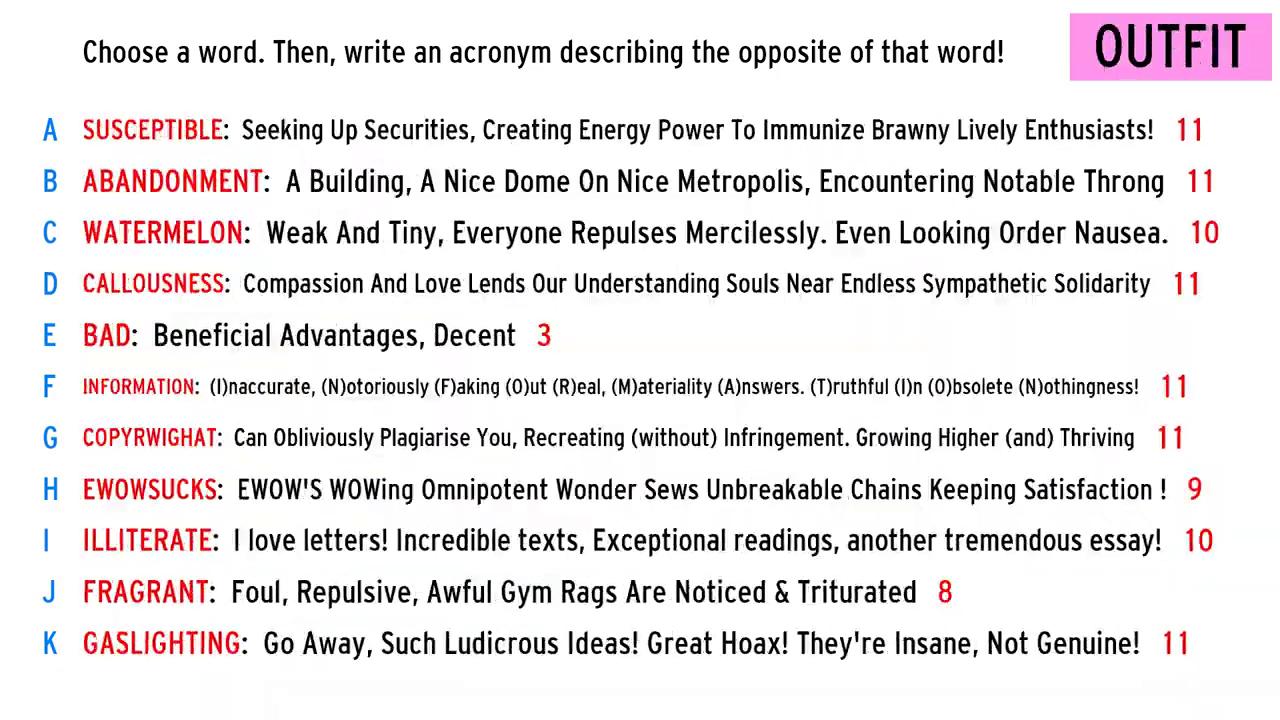 Choose a word. Then, write an acronym describing the opposite of that word!
OUTFIT
A SUSCEPTIBLE: Seeking Up Securities, Creating Energy Power To Immunize Brawny Lively Enthusiasts! 11
B ABANDONMENT: A Building, A Nice Dome On Nice Metropolis, Encountering Notable Throng 11
C WATERMELON: Weak And Tiny, Everyone Repulses Mercilessly. Even Looking Order Nausea. 10
D CALLOUSNESS: Compassion And Love Lends Our Understanding Souls Near Endless Sympathetic Solidarity 11
E BAD: Beneficial Advantages, Decent 3
F INFORMATION: (I)naccurate, (N)otoriously (F)aking (O)ut (R)eal, (M)ateriality (A)nswers. (T)ruthful (I)n (O)bsolete (N)othingness! 11
G COPYRWIGHAT: Can Obliviously Plagiarise You, Recreating (without) Infringement. Growing Higher (and) Thriving 11
H EWOWSUCKS: EWOW'S WOWing Omnipotent Wonder Sews Unbreakable Chains Keeping Satisfaction ! 9
I ILLITERATE: I love letters! Incredible texts, Exceptional readings, another tremendous essay! 10
J FRAGRANT: Foul, Repulsive, Awful Gym Rags Are Noticed & Triturated 8
K GASLIGHTING: Go Away, Such Ludicrous Ideas! Great Hoax! They're Insane, Not Genuine! 11